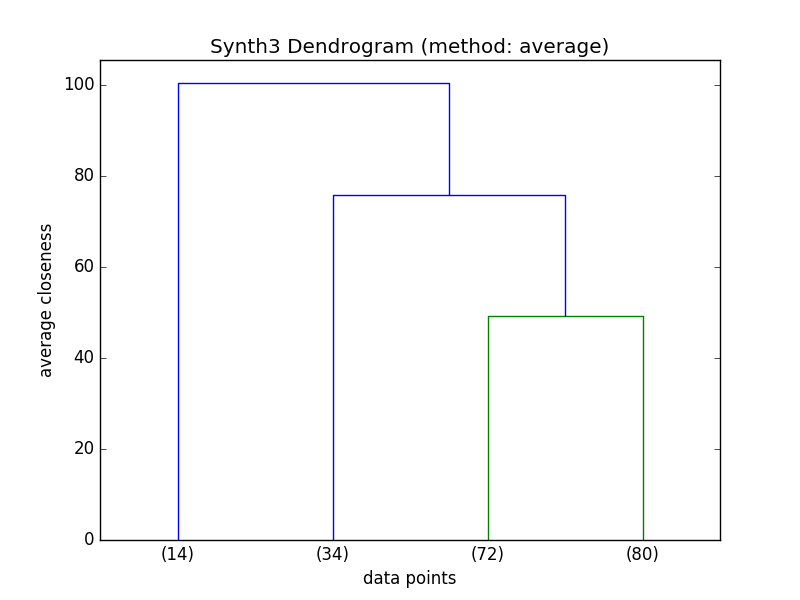 Synth3 Dendrogram (method: average)
100
80
60
40
20
0
average closeness
(14) (34) (72) (80)
data points